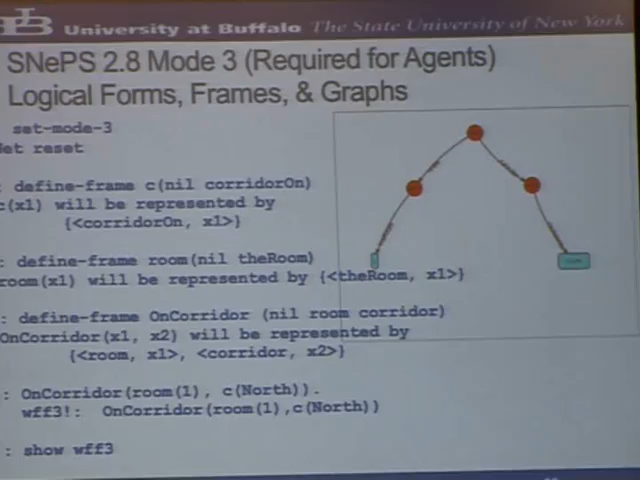 University at Buffalo The State University of New York
SNePS 2.8 Mode 3 (Required for Agents)
Logical Forms, Frames, & Graphs
set-mode-3
Net reset
: define-frame c(nil corridorOn)
c(x1) will be represented by
{<corridorOn, x1>}
: define-frame room(nil theRoom)
room(x1) will be represented by {<theRoom, x1>}
: define-frame OnCorridor (nil room corridor)
OnCorridor(x1, x2) will be represented by
{<room, x1>, <corridor, x2>}
: OnCorridor(room(1), c(North)).
wff3!: OnCorridor(room(1),c(North))
: show wff3